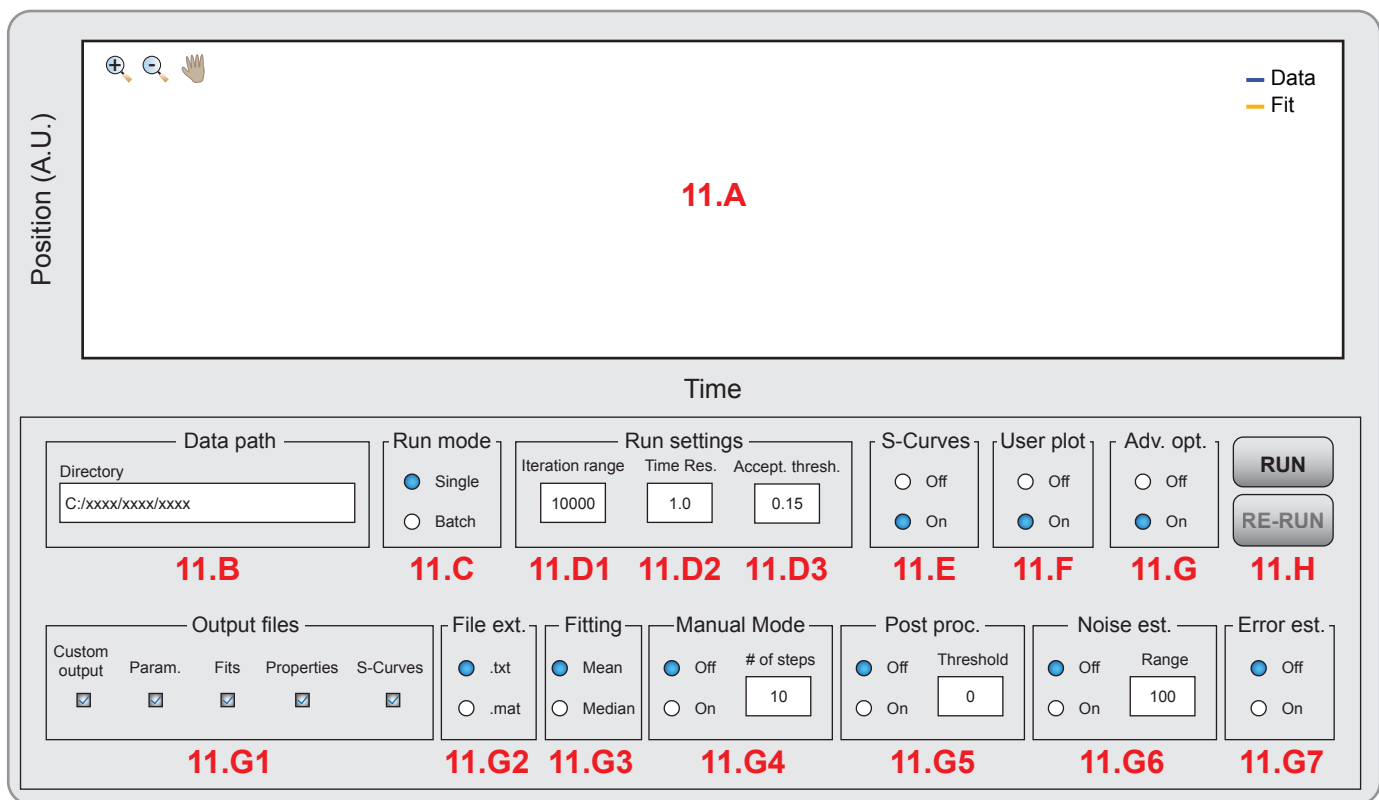 Data
Fit
Position (A.U.)
11.A
Time
Data path
Directory
C:/xxxx/xxxx/xxxx
11.B
Run mode
Single
Batch
11.C
Run settings
Iteration range Time Res. Accept. thresh.
10000 1.0 0.15
11.D1 11.D2 11.D3
S-Curves
Off
On
11.E
User plot
Off
On
11.F
Adv. opt.
Off
On
11.G
RUN
RE-RUN
11.H
Output files
Custom output Param. Fits Properties S-Curves
11.G1
File ext.
.txt
.mat
11.G2
Fitting
Mean
Median
11.G3
Manual Mode
Off # of steps
On 10
11.G4
Post proc.
Off Threshold
On 0
11.G5
Noise est.
Off Range
On 100
11.G6
Error est.
Off
On
11.G7